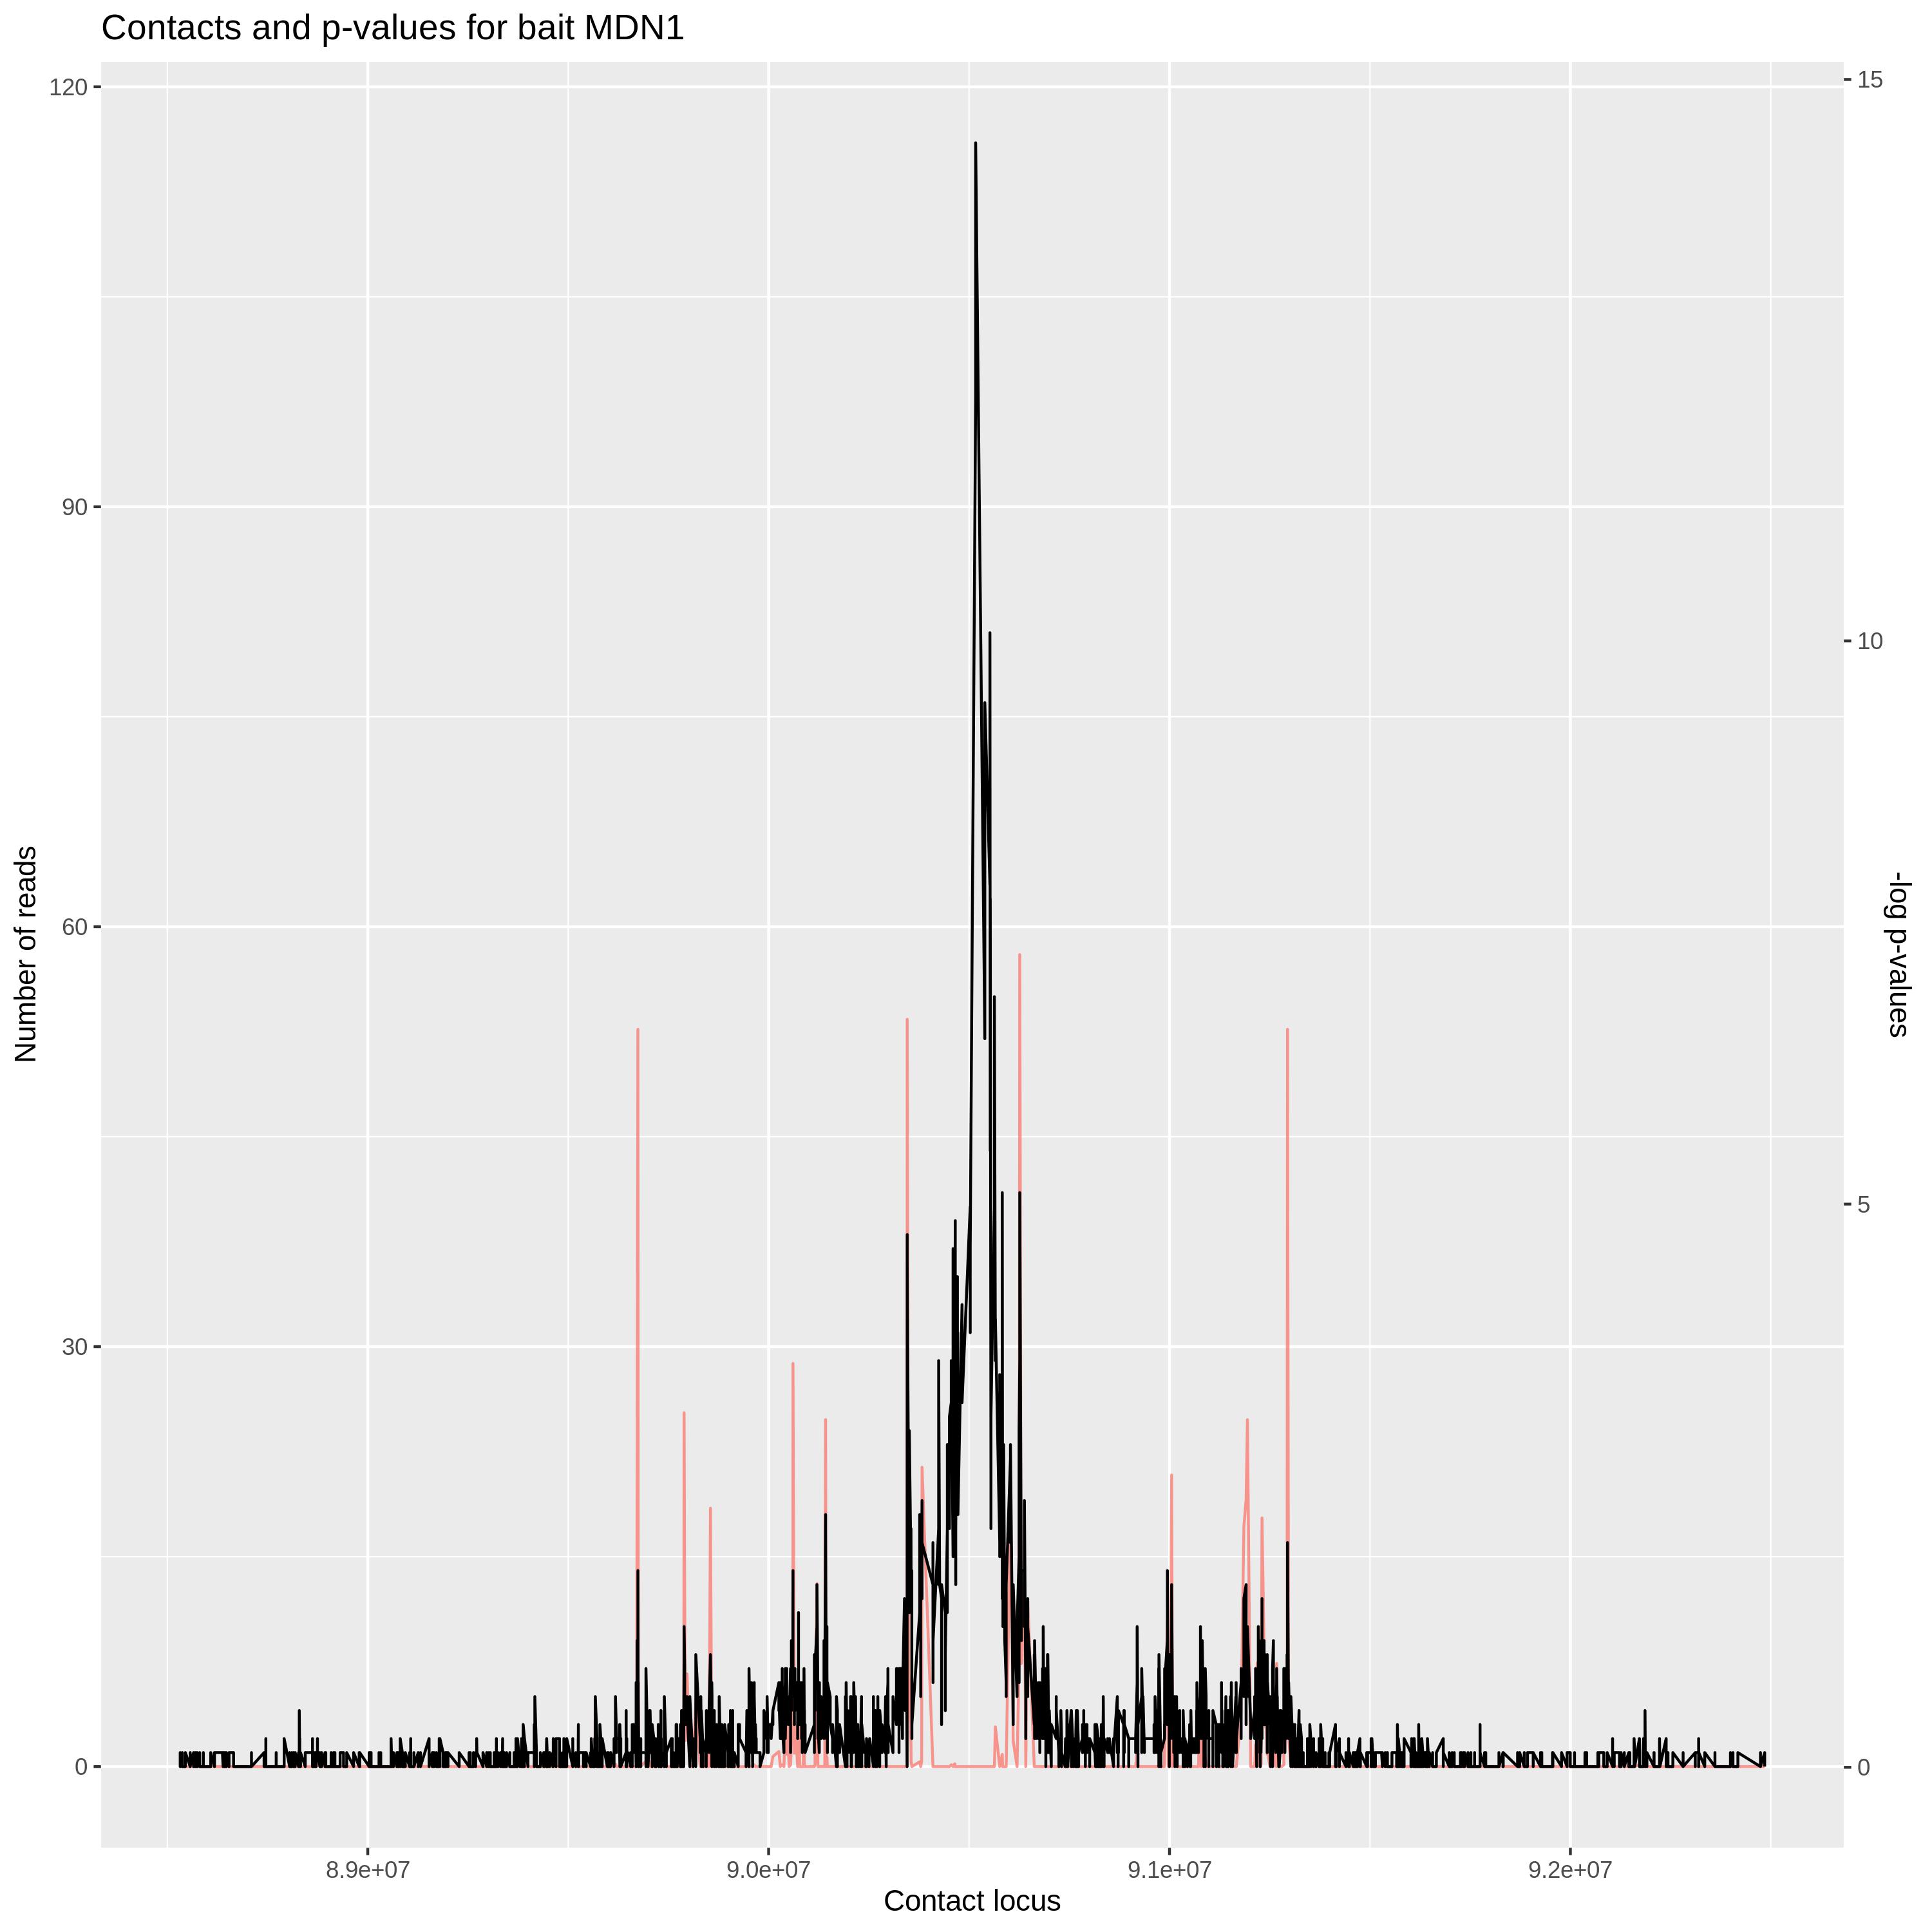 Contacts and p-values for bait MDN1
120
90
60
30
0
15
10
5
0
Number of reads
-log p-values
8.9e+07
9.0e+07
9.1e+07
9.2e+07
Contact locus